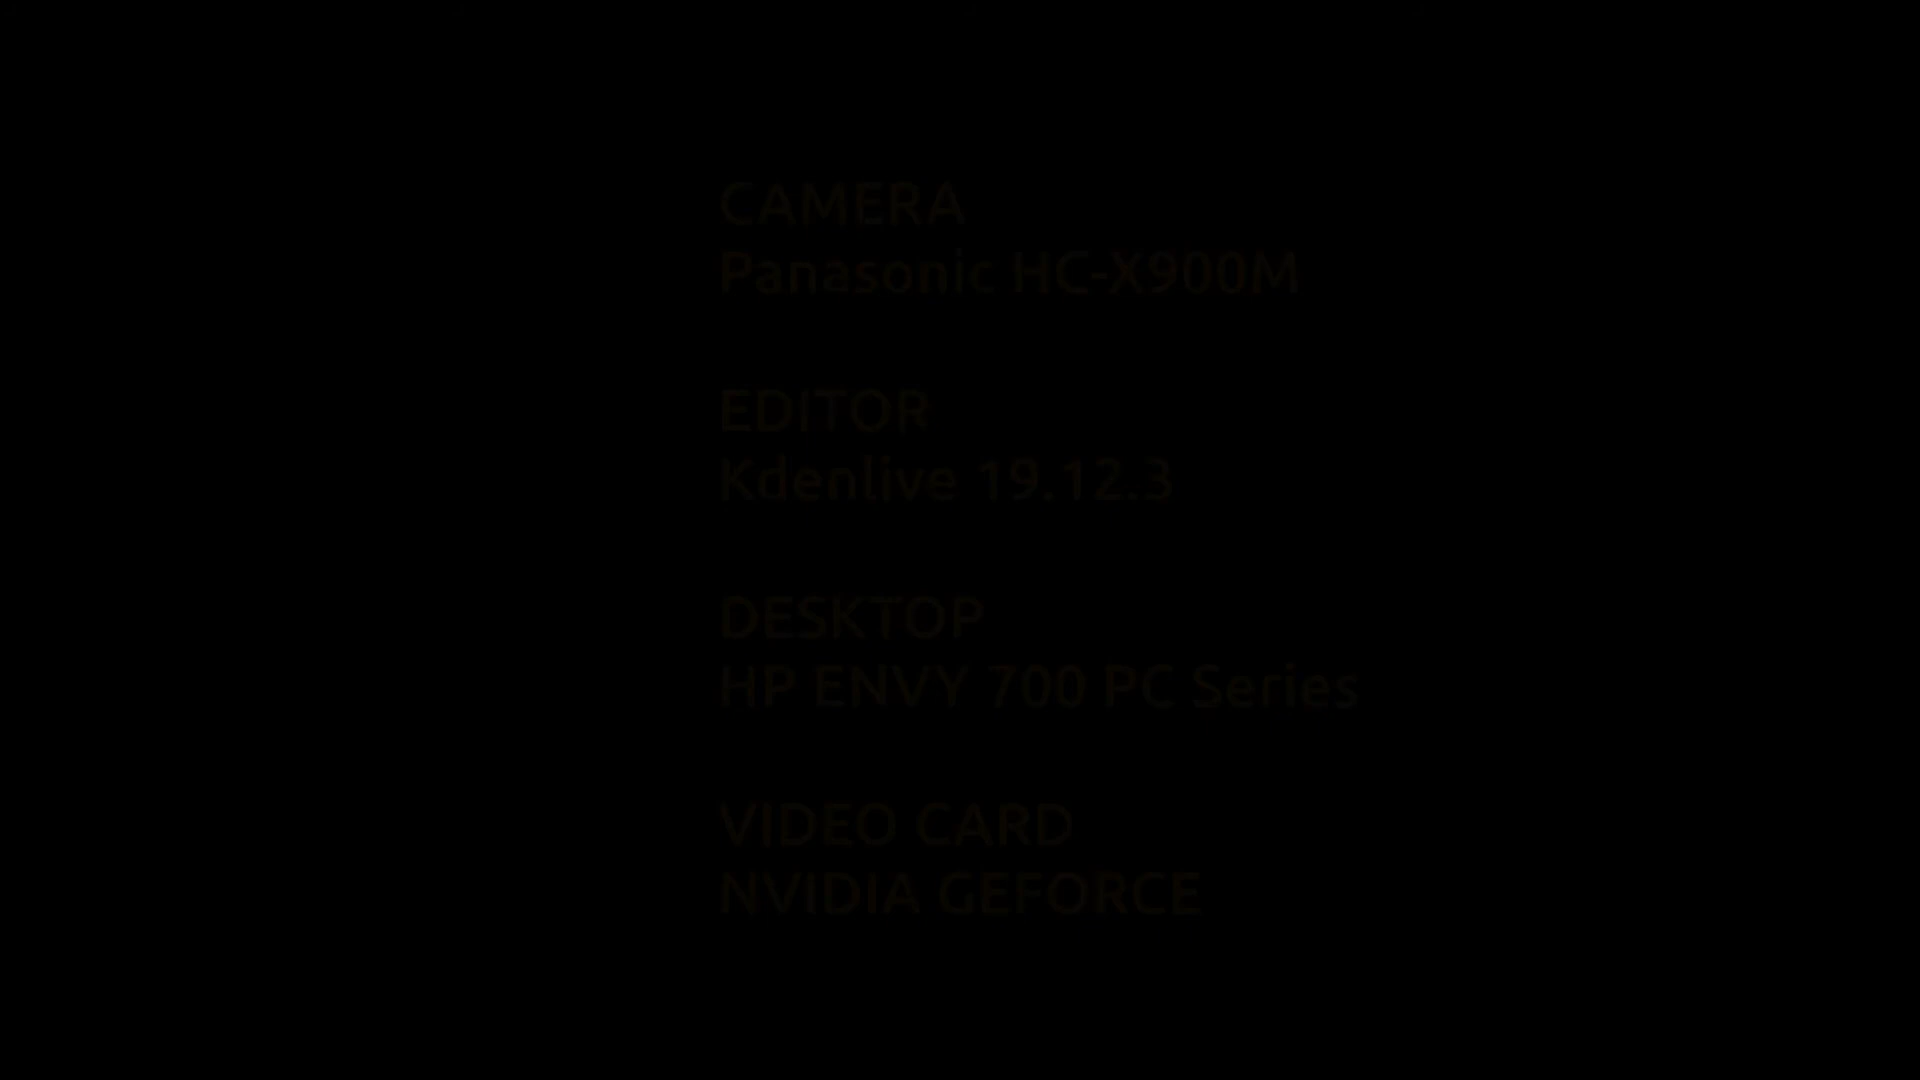 CAMERA
Panasonic HC-X900M
EDITOR
Kdenlive 19.12.3
DESKTOP
HP ENVY 700 PC Series
VIDEO CARD
NVIDIA GEFORCE